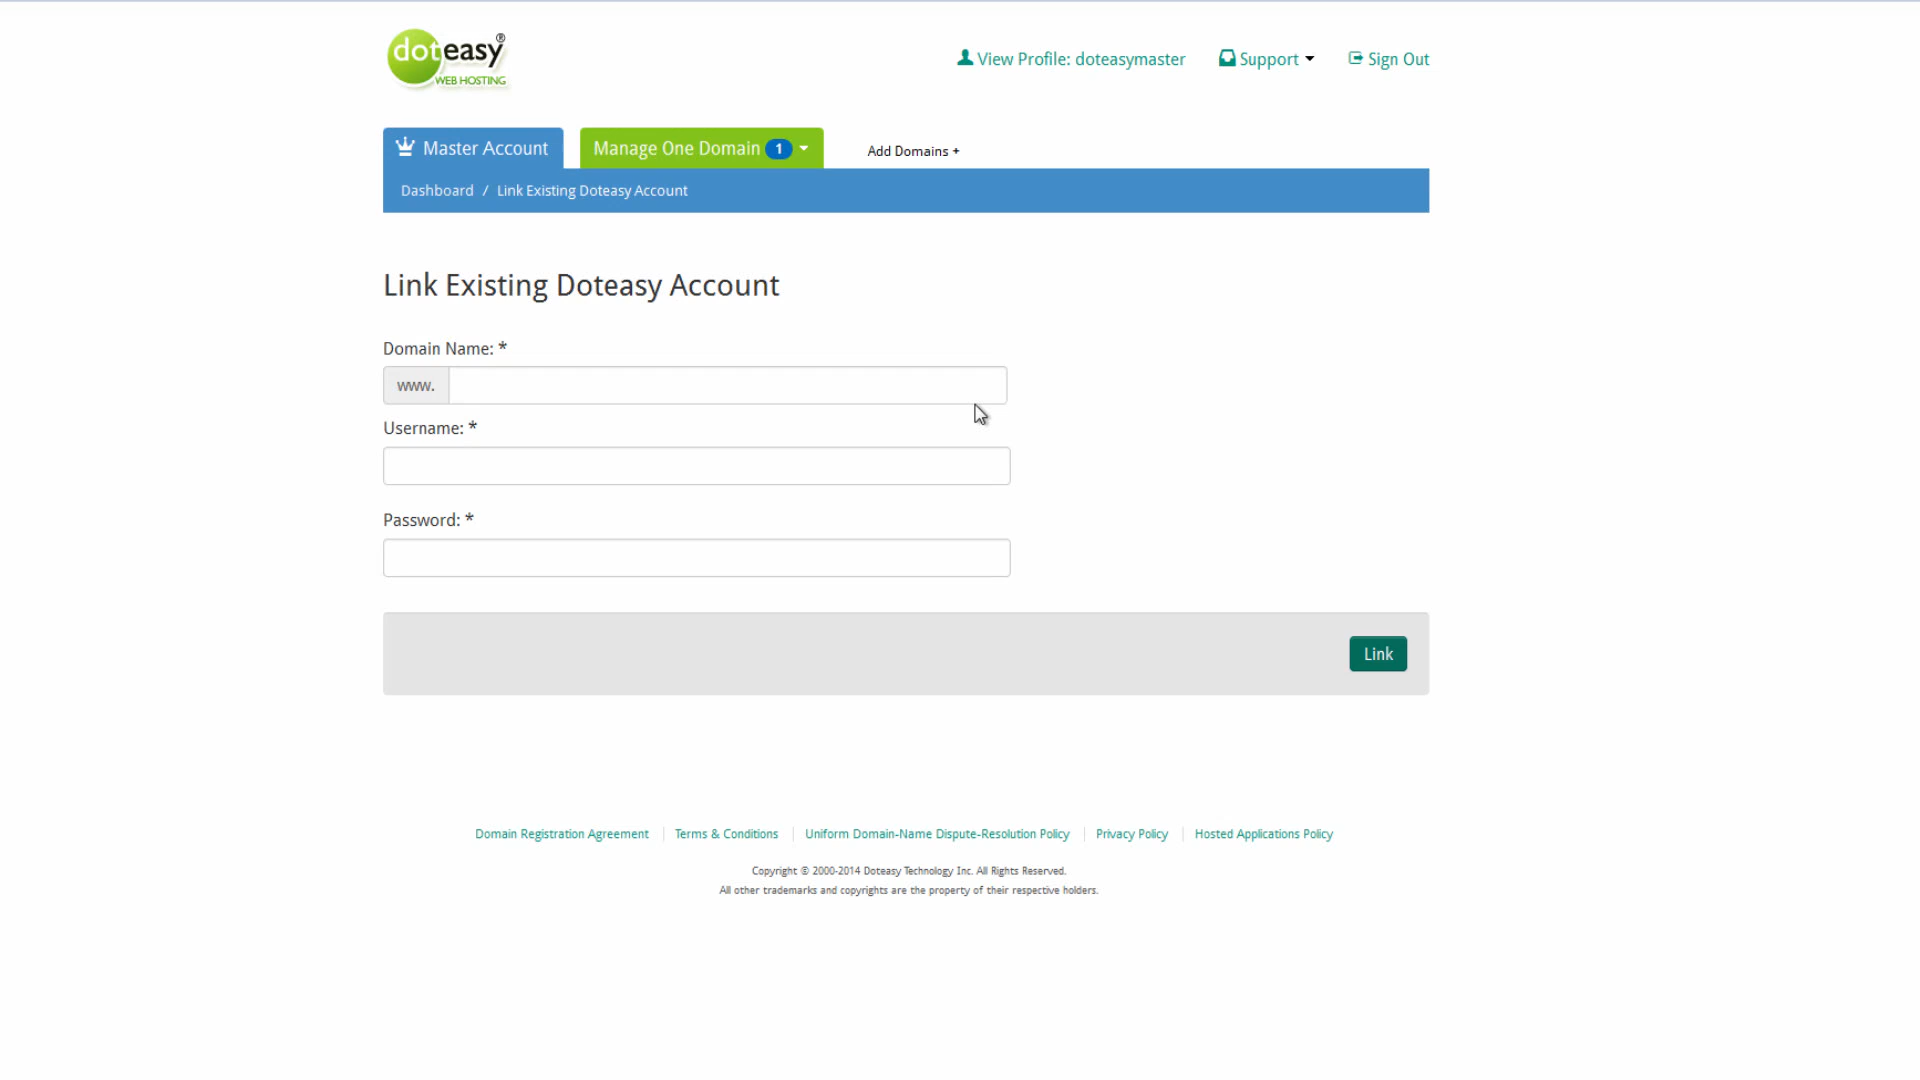 doteasy®
WEB HOSTING
View Profile: doteasymaster
Support
Sign Out
Master Account
Manage One Domain 1
Add Domains +
Dashboard / Link Existing Doteasy Account
Link Existing Doteasy Account
Domain Name: *
www.
Username: *
Password: *
Link
Domain Registration Agreement
Terms & Conditions
Uniform Domain-Name Dispute-Resolution Policy
Privacy Policy
Hosted Applications Policy
Copyright © 2000-2014 Doteasy Technology Inc. All Rights Reserved.
All other trademarks and copyrights are the property of their respective holders.